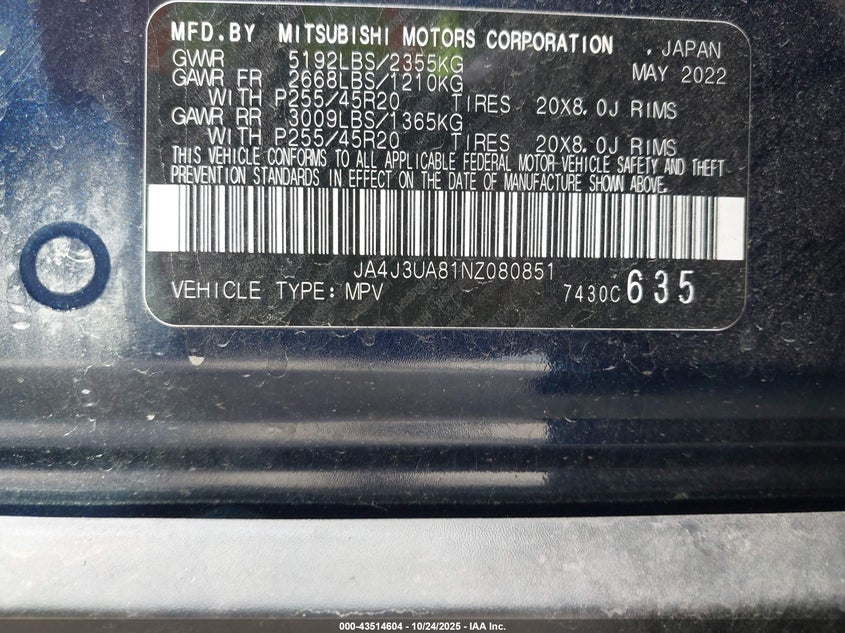 MFD.BY MITSUBISHI MOTORS CORPORATION , JAPAN
GVWR 5192LBS/2355KG MAY 2022
GAWR FR 2668LBS/1210KG
WITH P255/45R20 TIRES 20X8.0J RIMS
GAWR RR 3009LBS/1365KG
WITH P255/45R20 TIRES 20X8.0J RIMS
THIS VEHICLE CONFORMS TO ALL APPLICABLE FEDERAL MOTOR VEHICLE SAFETY AND THEFT
PREVENTION STANDARDS IN EFFECT ON THE DATE OF MANUFACTURE SHOWN ABOVE.
JA4J3UA81NZ080851
VEHICLE TYPE: MPV 7430C 635
000-43514604 - 10/24/2025 - IAA Inc.